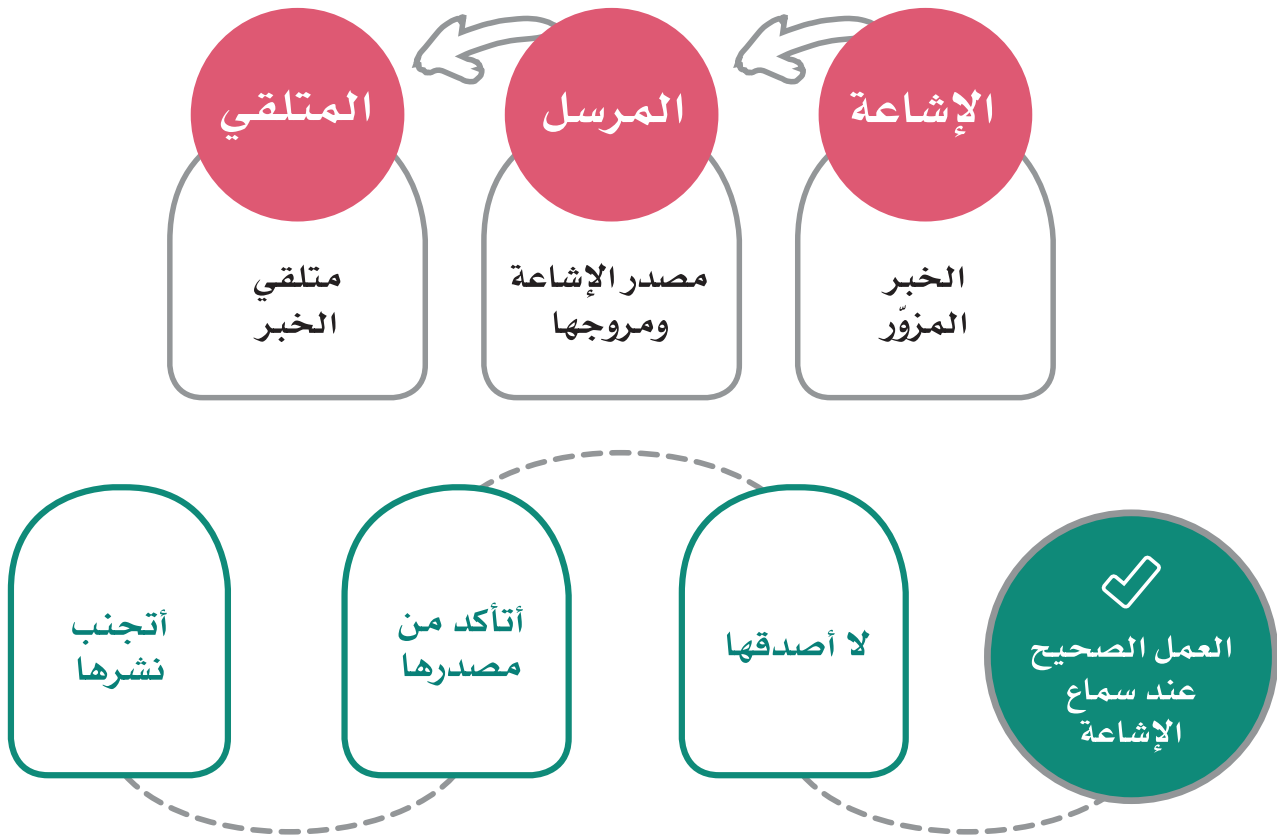 الإشاعة
المرسل
المتلقي
الخبر
المزوّر
مصدر الإشاعة
ومروجها
متلقي
الخبر
العمل الصحيح
عند سماع
الإشاعة
لا أصدقها
أتأكد من
مصدرها
أتجنب
نشرها